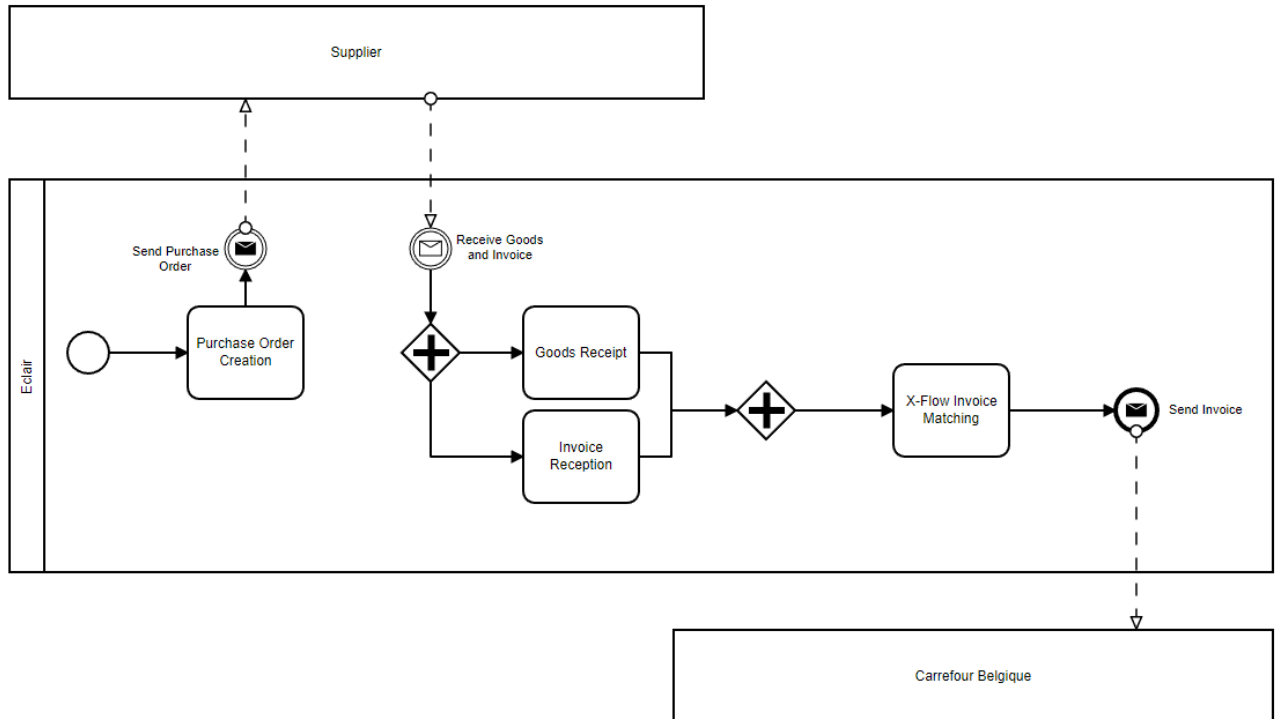 Supplier
Send Purchase
Order
Receive Goods
and Invoice
Eclair
Purchase Order
Creation
Goods Receipt
Invoice
Reception
X-Flow Invoice
Matching
Send Invoice
Carrefour Belgique